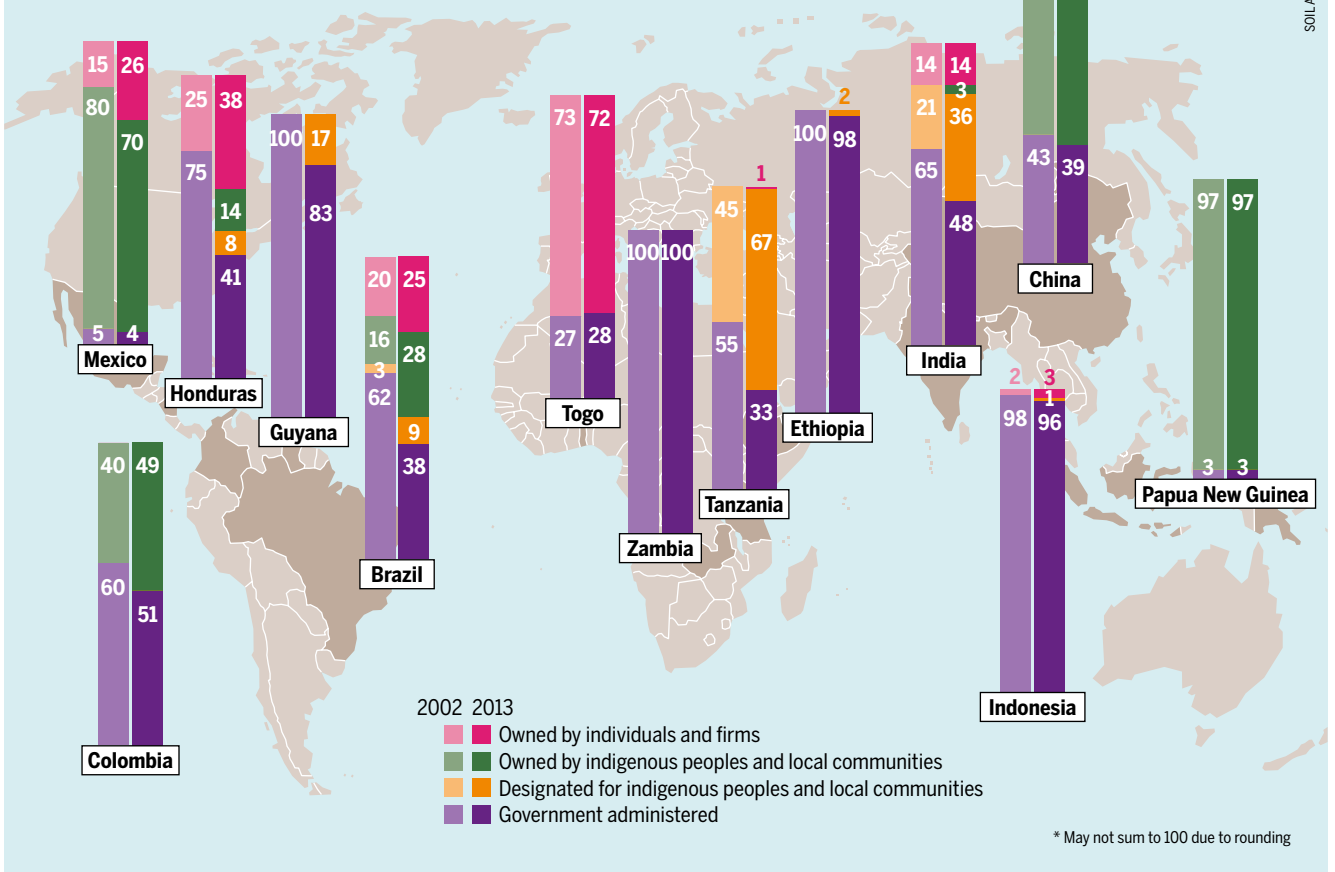 SOIL A
15 26
80
70
5 4
Mexico
25 38
75
14
8
41
Honduras
100 17
83
Guyana
20 25
16
28
3
62
9
38
Brazil
40 49
60
51
Colombia
73 72
27 28
Togo
100 100
Zambia
1
45
67
55
33
Tanzania
2
100 98
Ethiopia
14 14
3
21 36
65
48
India
43 39
China
2 3
1
98 96
Indonesia
97 97
3 3
Papua New Guinea
2002 2013
Owned by individuals and firms
Owned by indigenous peoples and local communities
Designated for indigenous peoples and local communities
Government administered
* May not sum to 100 due to rounding